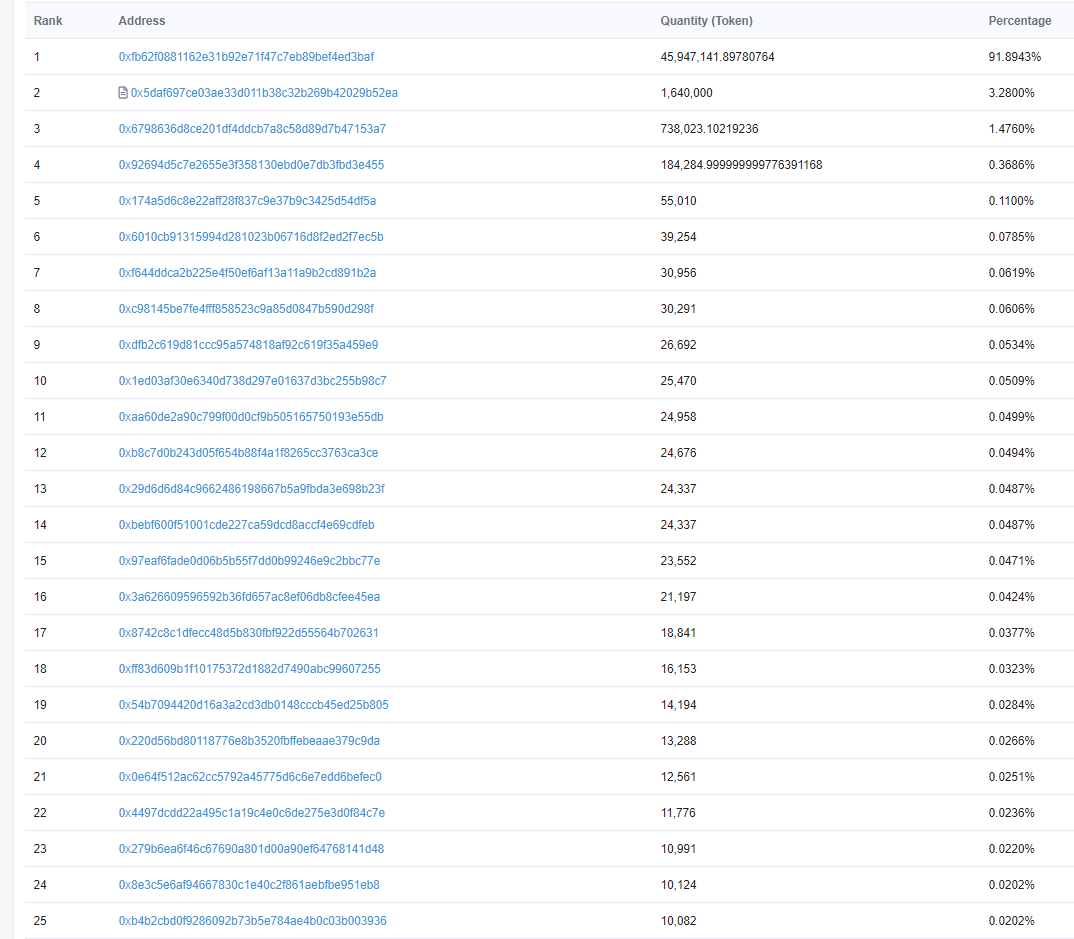 Rank Address Quantity (Token) Percentage
1 0xfb62f0881162e31b92e71f47c7eb89bef4ed3baf 45,947,141.89780764 91.8943%
2 0x5daf697ce03ae33d011b38c32b269b42029b52ea 1,640,000 3.2800%
3 0x6798636d8ce201df4ddcb7a8c58d89d7b47153a7 738,023.10219236 1.4760%
4 0x92694d5c7e2655e3f358130ebd0e7db3fbd3e455 184,284.999999999776391168 0.3686%
5 0x174a5d6c8e22aff28f837c9e37b9c3425d54df5a 55,010 0.1100%
6 0x6010cb91315994d281023b06716d8f2ed2f7ec5b 39,254 0.0785%
7 0xf644ddca2b225e4f50ef6af13a11a9b2cd891b2a 30,956 0.0619%
8 0xc98145be7fe4fff858523c9a85d0847b590d298f 30,291 0.0606%
9 0xdfb2c619d81ccc95a574818af92c619f35a459e9 26,692 0.0534%
10 0x1ed03af30e6340d738d297e01637d3bc255b98c7 25,470 0.0509%
11 0xaa60de2a90c799f00d0cf9b505165750193e55db 24,958 0.0499%
12 0xb8c7d0b243d05f654b88f4a1f8265cc3763ca3ce 24,676 0.0494%
13 0x29d6d6d84c9662486198667b5a9fbda3e698b23f 24,337 0.0487%
14 0xbebf600f51001cde227ca59dcd8accf4e69cdfeb 24,337 0.0487%
15 0x97eaf6fade0d06b5b55f7dd0b99246e9c2bbc77e 23,552 0.0471%
16 0x3a626609596592b36fd657ac8ef06db8cfee45ea 21,197 0.0424%
17 0x8742c8c1dfecc48d5b830fbf922d55564b702631 18,841 0.0377%
18 0xff83d609b1f10175372d1882d7490abc99607255 16,153 0.0323%
19 0x54b7094420d16a3a2cd3db0148cccb45ed25b805 14,194 0.0284%
20 0x220d56bd80118776e8b3520fbffebeaae379c9da 13,288 0.0266%
21 0x0e64f512ac62cc5792a45775d6c6e7edd6befec0 12,561 0.0251%
22 0x4497dcdd22a495c1a19c4e0c6de275e3d0f84c7e 11,776 0.0236%
23 0x279b6ea6f46c67690a801d00a90ef64768141d48 10,991 0.0220%
24 0x8e3c5e6af94667830c1e40c2f861aebfbe951eb8 10,124 0.0202%
25 0xb4b2cbd0f9286092b73b5e784ae4b0c03b003936 10,082 0.0202%